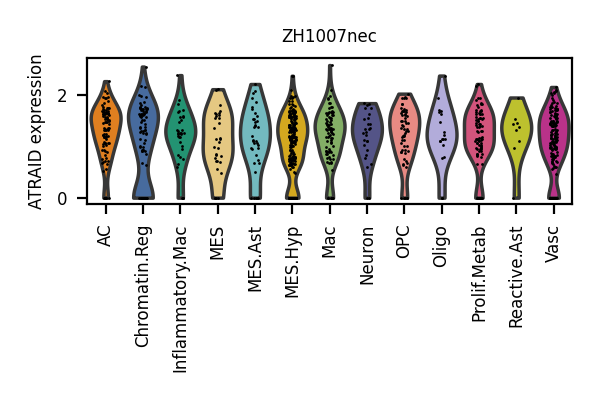 ZH1007nec
ATRAID expression
2
0
AC
Chromatin.Reg
Inflammatory.Mac
MES
MES.Ast
MES.Hyp
Mac
Neuron
OPC
Oligo
Prolif.Metab
Reactive.Ast
Vasc